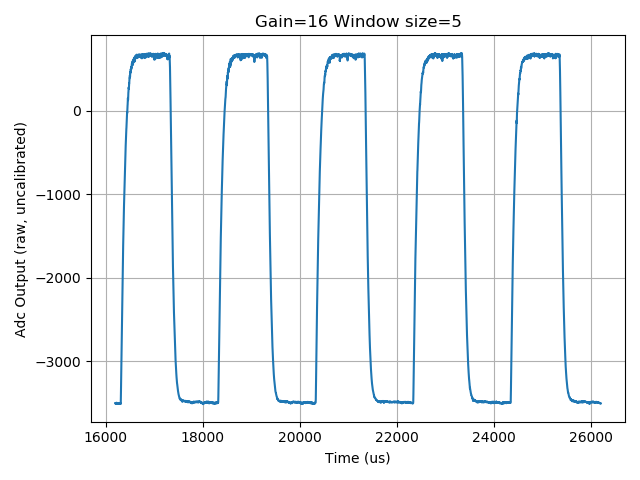 Gain=16 Window size=5
Adc Output (raw, uncalibrated)
0
−1000
−2000
−3000
16000 18000 20000 22000 24000 26000
Time (us)